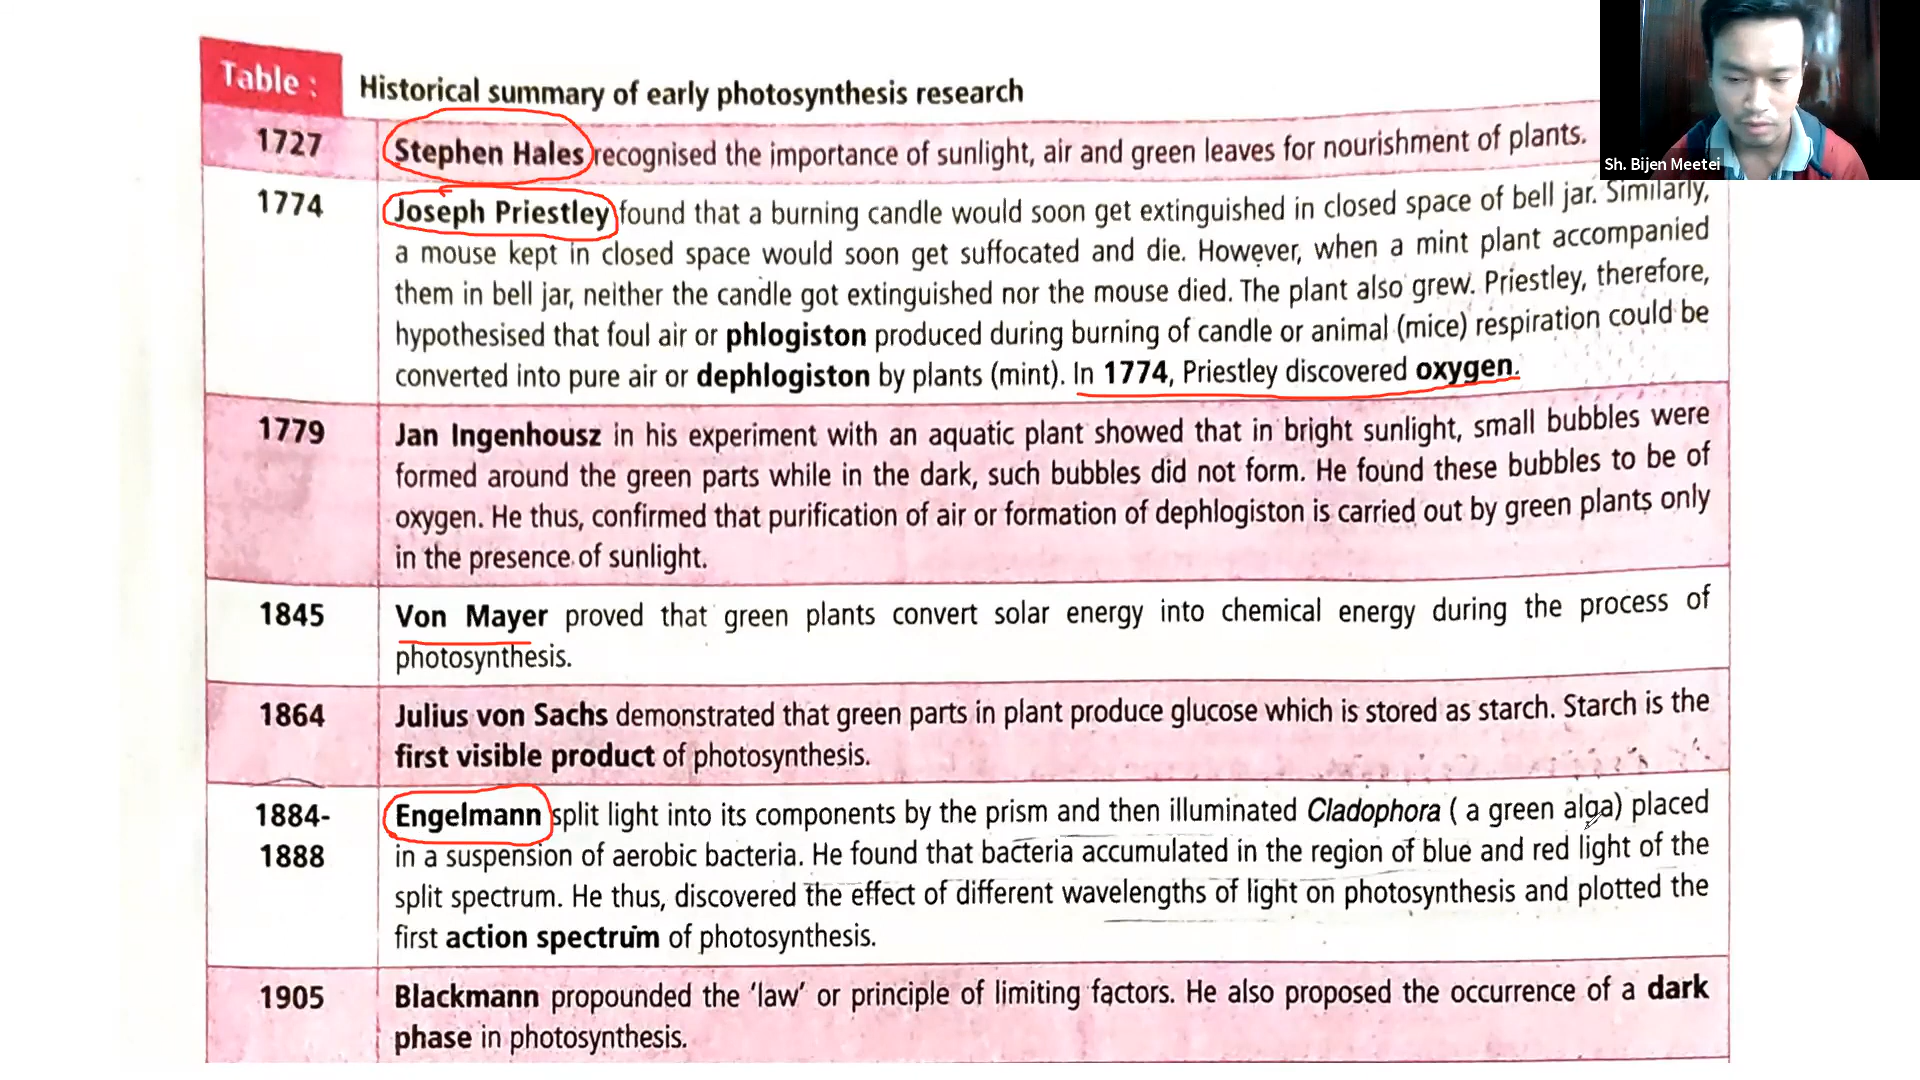 Table :
Historical summary of early photosynthesis research
1727
Stephen Hales recognised the importance of sunlight, air and green leaves for nourishment of plants.
Sh. Bijen Meetei
1774
Joseph Priestley found that a burning candle would soon get extinguished in closed space of bell jar. Similarly,
a mouse kept in closed space would soon get suffocated and die. However, when a mint plant accompanied
them in bell jar, neither the candle got extinguished nor the mouse died. The plant also grew. Priestley, therefore,
hypothesised that foul air or phlogiston produced during burning of candle or animal (mice) respiration could be
converted into pure air or dephlogiston by plants (mint). In 1774, Priestley discovered oxygen.
1779
Jan Ingenhousz in his experiment with an aquatic plant showed that in bright sunlight, small bubbles were
formed around the green parts while in the dark, such bubbles did not form. He found these bubbles to be of
oxygen. He thus, confirmed that purification of air or formation of dephlogiston is carried out by green plants only
in the presence of sunlight.
1845
Von Mayer proved that green plants convert solar energy into chemical energy during the process of
photosynthesis.
1864
Julius von Sachs demonstrated that green parts in plant produce glucose which is stored as starch. Starch is the
first visible product of photosynthesis.
1884-
1888
Engelmann split light into its components by the prism and then illuminated Cladophora ( a green alga) placed
in a suspension of aerobic bacteria. He found that bacteria accumulated in the region of blue and red light of the
split spectrum. He thus, discovered the effect of different wavelengths of light on photosynthesis and plotted the
first action spectrum of photosynthesis.
1905
Blackmann propounded the ‘law’ or principle of limiting factors. He also proposed the occurrence of a dark
phase in photosynthesis.